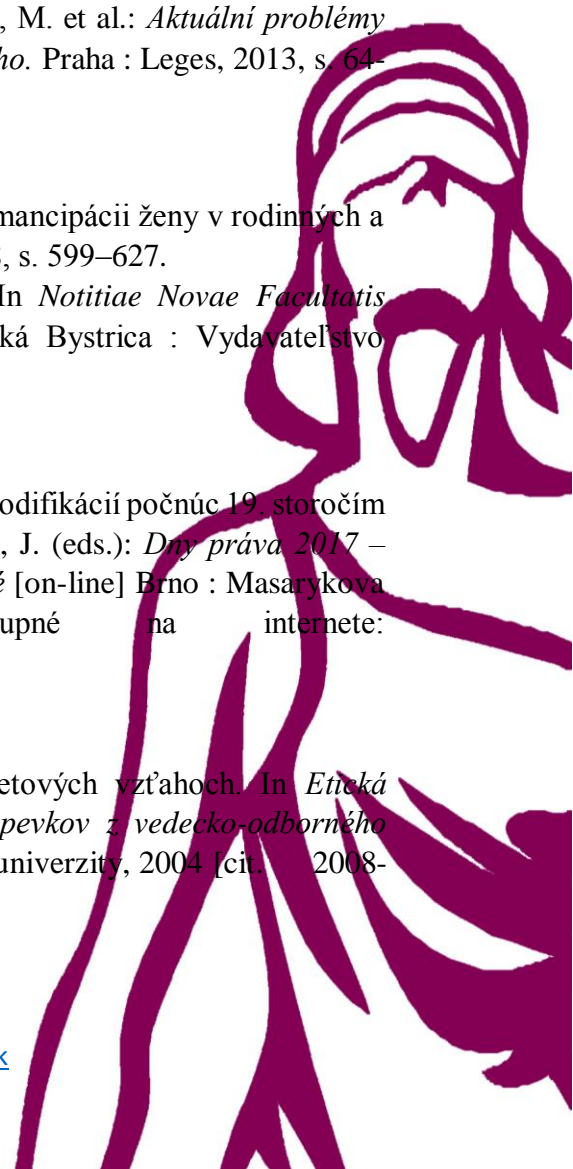 , M. et al.: Aktuální problémy
ho. Praha : Leges, 2013, s. 64-
mancipácii ženy v rodinných a
, s. 599–627.
In Notitiae Novae Facultatis
ká Bystrica : Vydavateľstvo
odifikácií počnúc 19. storočím
, J. (eds.): Dny práva 2017 –
é [on-line] Brno : Masarykova
upné na internete:
etových vzťahoch. In Etická
pevkov z vedecko-odborného
univerzity, 2004 [cit. 2008-
k